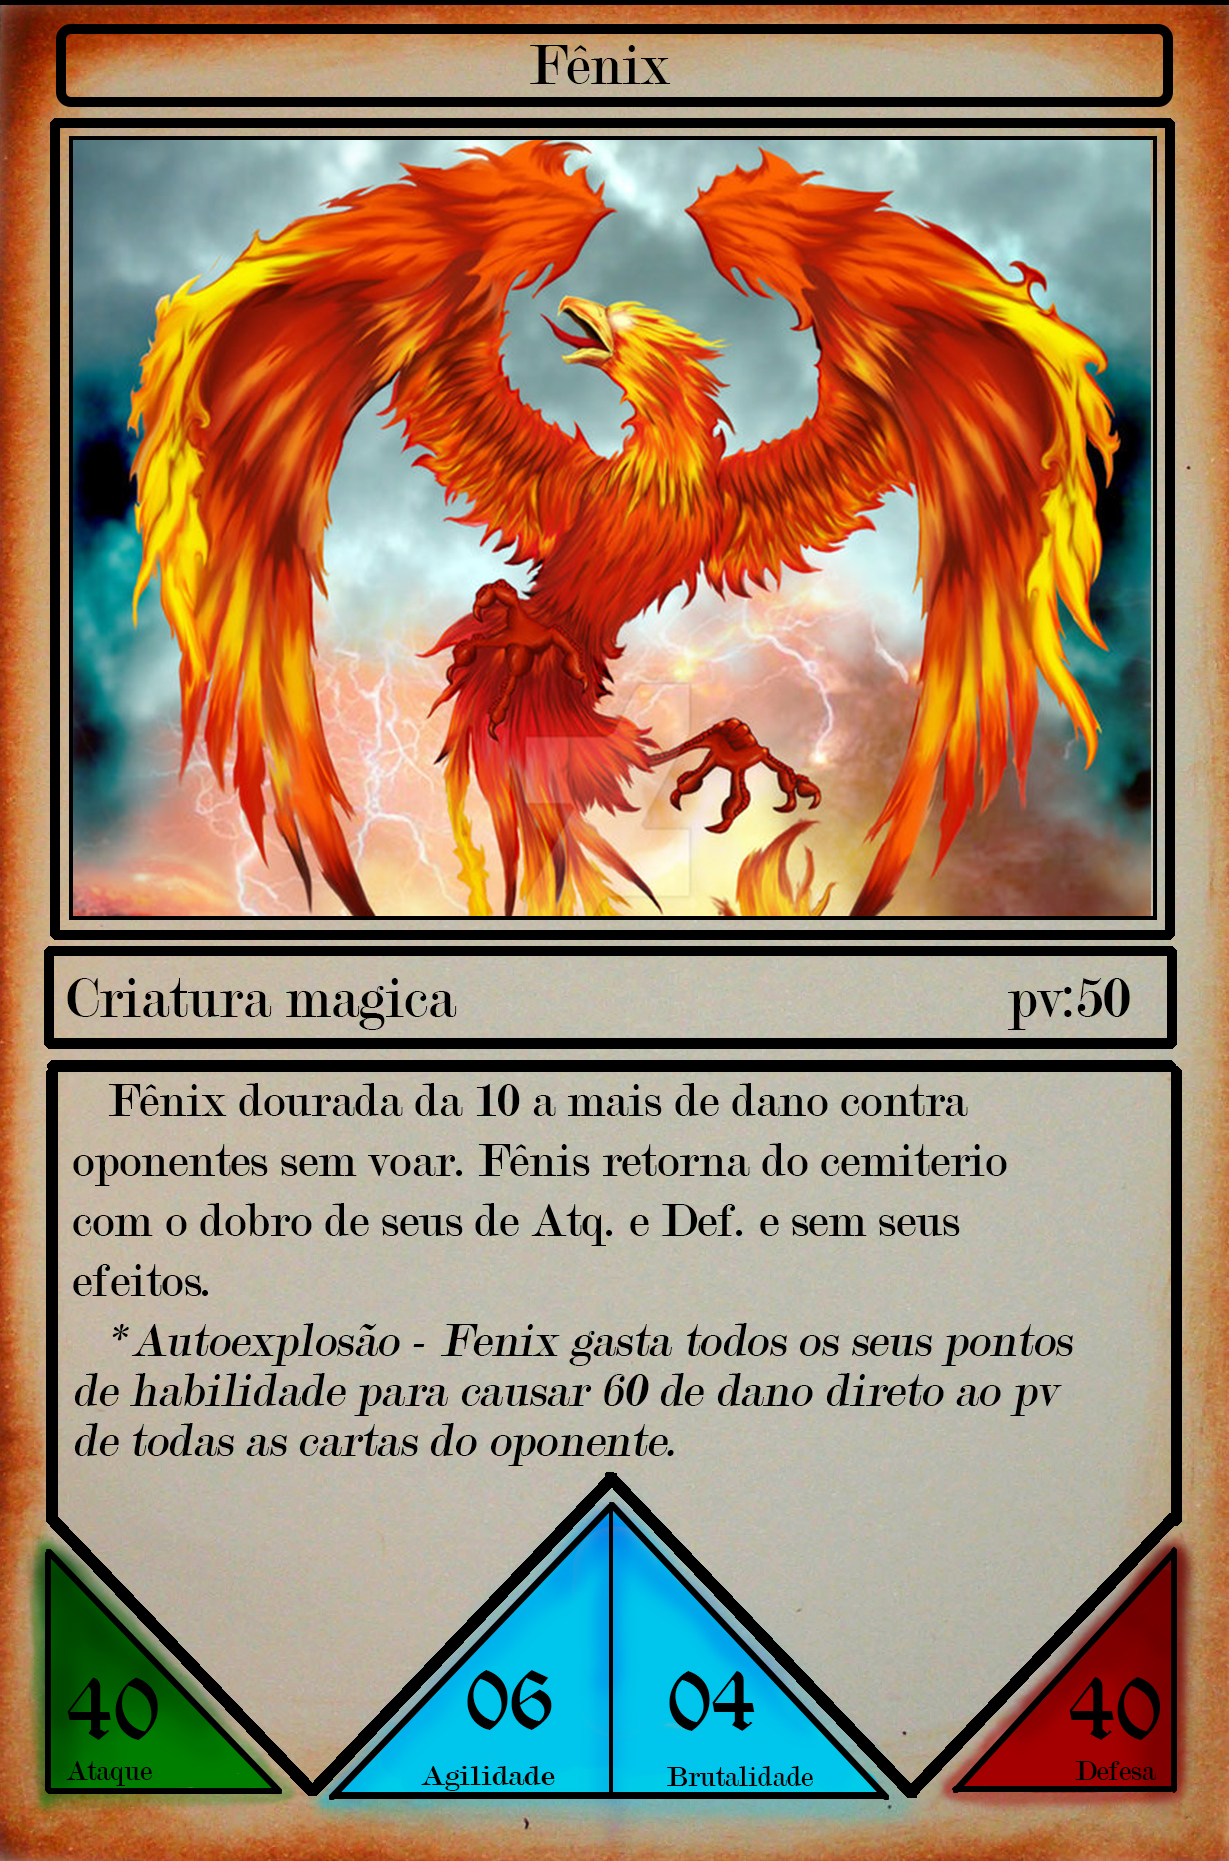 Fênix
Criatura magica pv:50
Fênix dourada da 10 a mais de dano contra
oponentes sem voar. Fênis retorna do cemiterio
com o dobro de seus de Atq. e Def. e sem seus
efeitos.
*Autoexplosão - Fenix gasta todos os seus pontos
de habilidade para causar 60 de dano direto ao pv
de todas as cartas do oponente.
40 06 04 40
Ataque Agilidade Brutalidade Defesa